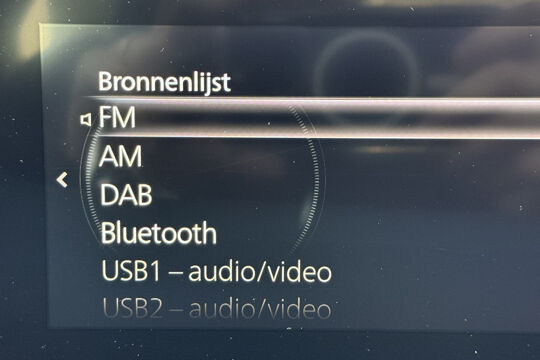 Bronnenlijst
FM
AM
DAB
Bluetooth
USB1 – audio/video
USB2 – audio/video